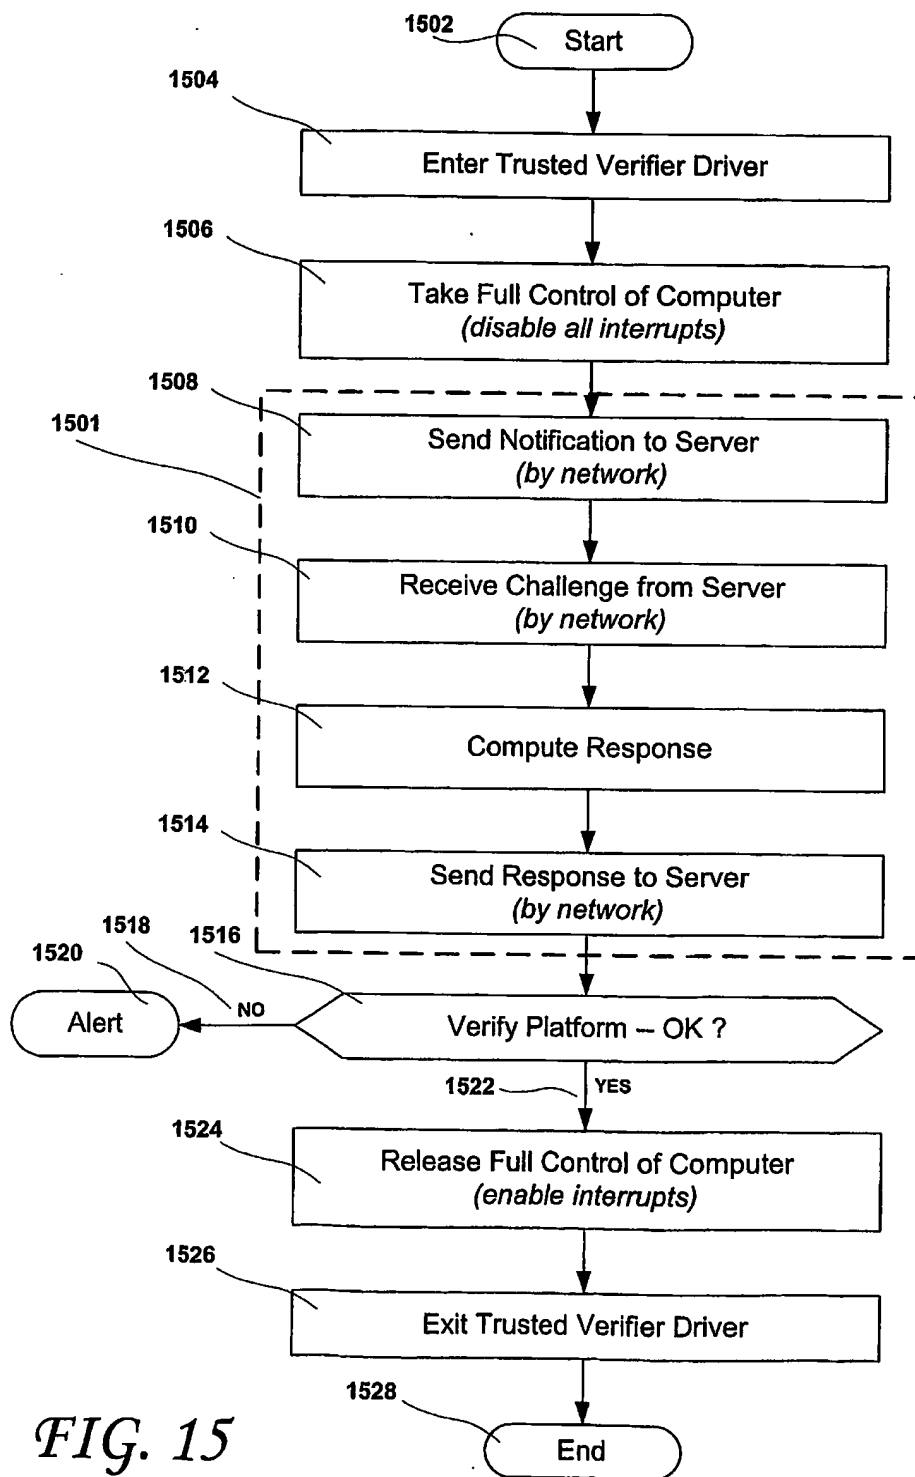 1502
Start
1504
Enter Trusted Verifier Driver
1506
Take Full Control of Computer
(disable all interrupts)
1508
1501
Send Notification to Server
(by network)
1510
Receive Challenge from Server
(by network)
1512
Compute Response
1514
Send Response to Server
(by network)
1518
1516
1520
NO
Alert
Verify Platform – OK ?
1522
YES
1524
Release Full Control of Computer
(enable interrupts)
1526
Exit Trusted Verifier Driver
1528
End
FIG. 15